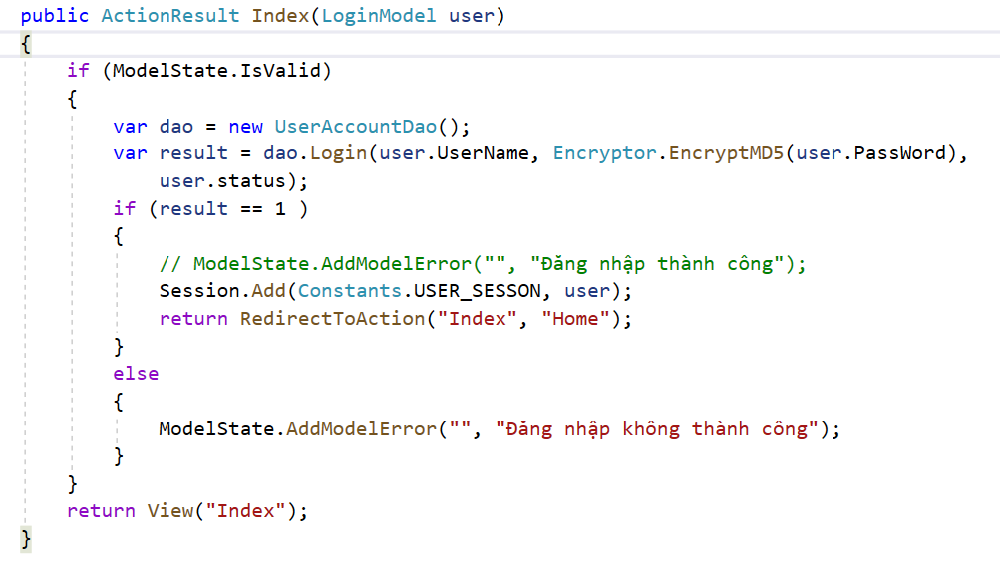 public ActionResult Index(LoginModel user)
{
    if (ModelState.IsValid)
    {
        var dao = new UserAccountDao();
        var result = dao.Login(user.UserName, Encryptor.EncryptMD5(user.PassWord),
            user.status);
        if (result == 1 )
        {
            // ModelState.AddModelError("", "Đăng nhập thành công");
            Session.Add(Constants.USER_SESSON, user);
            return RedirectToAction("Index", "Home");
        }
        else
        {
            ModelState.AddModelError("", "Đăng nhập không thành công");
        }
    }
    return View("Index");
}